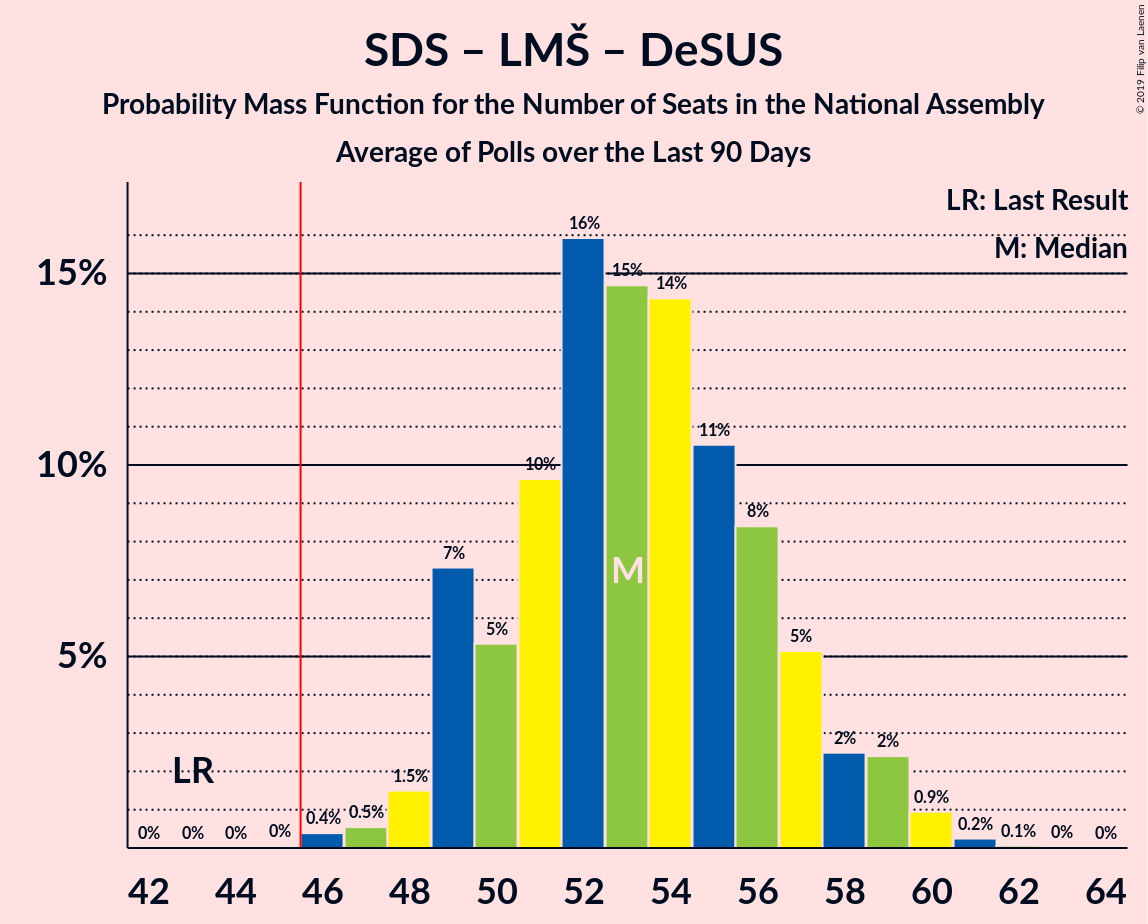 SDS – LMŠ – DeSUS
Probability Mass Function for the Number of Seats in the National Assembly
Average of Polls over the Last 90 Days
© 2019 Filip van Laenen
LR: Last Result
M: Median
15%
10%
5%
0% 0% 0% 0% 0.4% 0.5% 1.5% 7% 5% 10% 16% 15% 14% 11% 8% 5% 2% 2% 0.9% 0.2% 0.1% 0% 0%
LR
M
42 44 46 48 50 52 54 56 58 60 62 64